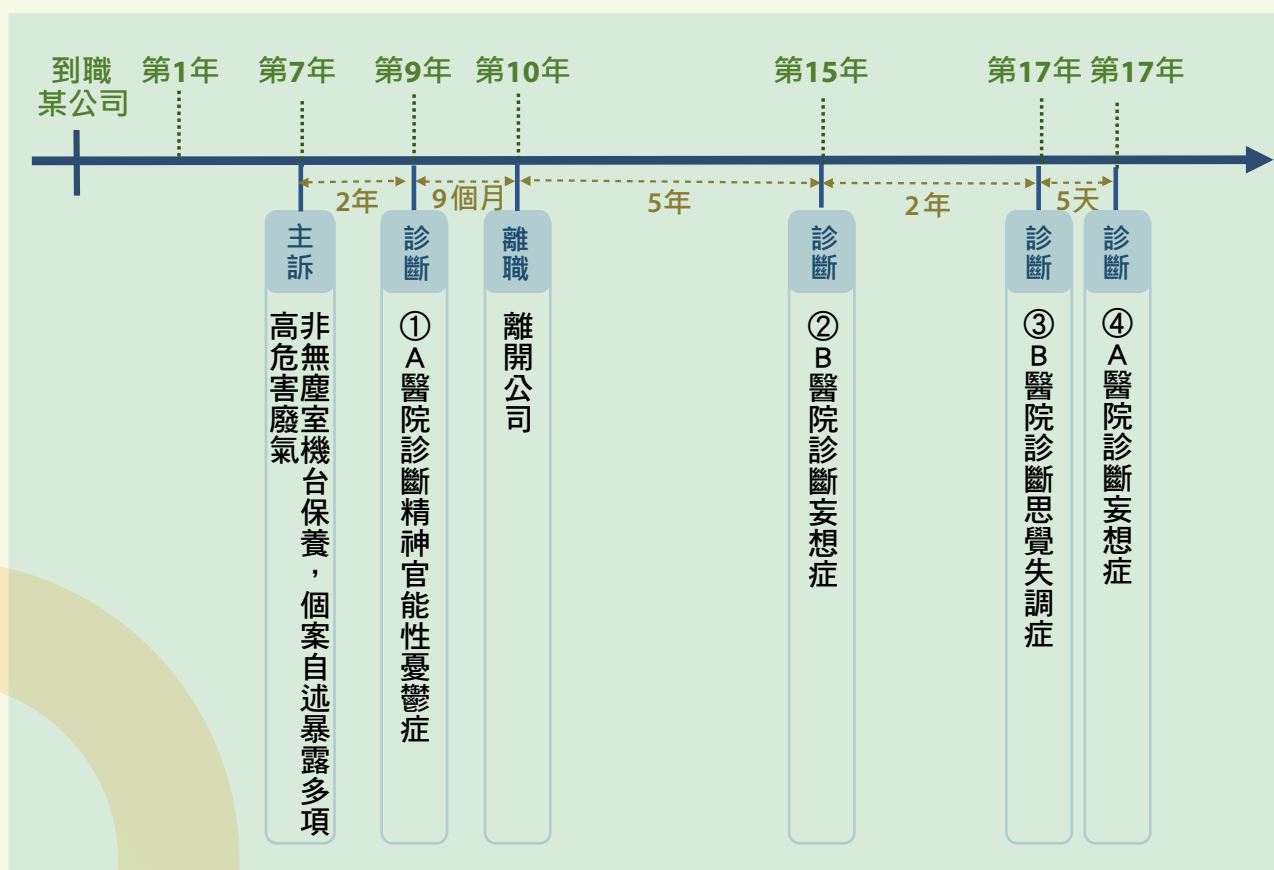 到職
某公司
第1年
第7年
第9年
第10年
第15年
第17年
第17年
2年
9個月
5年
2年
5天
主訴
非無塵室機台保養，個案自述暴露多項
高危害廢氣
診斷
①A醫院診斷精神官能性憂鬱症
離職
離開公司
診斷
②B醫院診斷妄想症
診斷
③B醫院診斷思覺失調症
診斷
④A醫院診斷妄想症